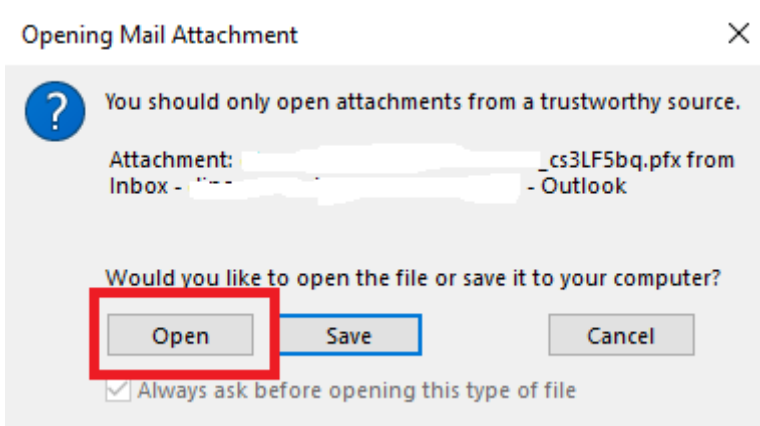 Opening Mail Attachment
You should only open attachments from a trustworthy source.
Attachment: _cs3LF5bq.pfx from
Inbox - - Outlook
Would you like to open the file or save it to your computer?
Open Save Cancel
Always ask before opening this type of file